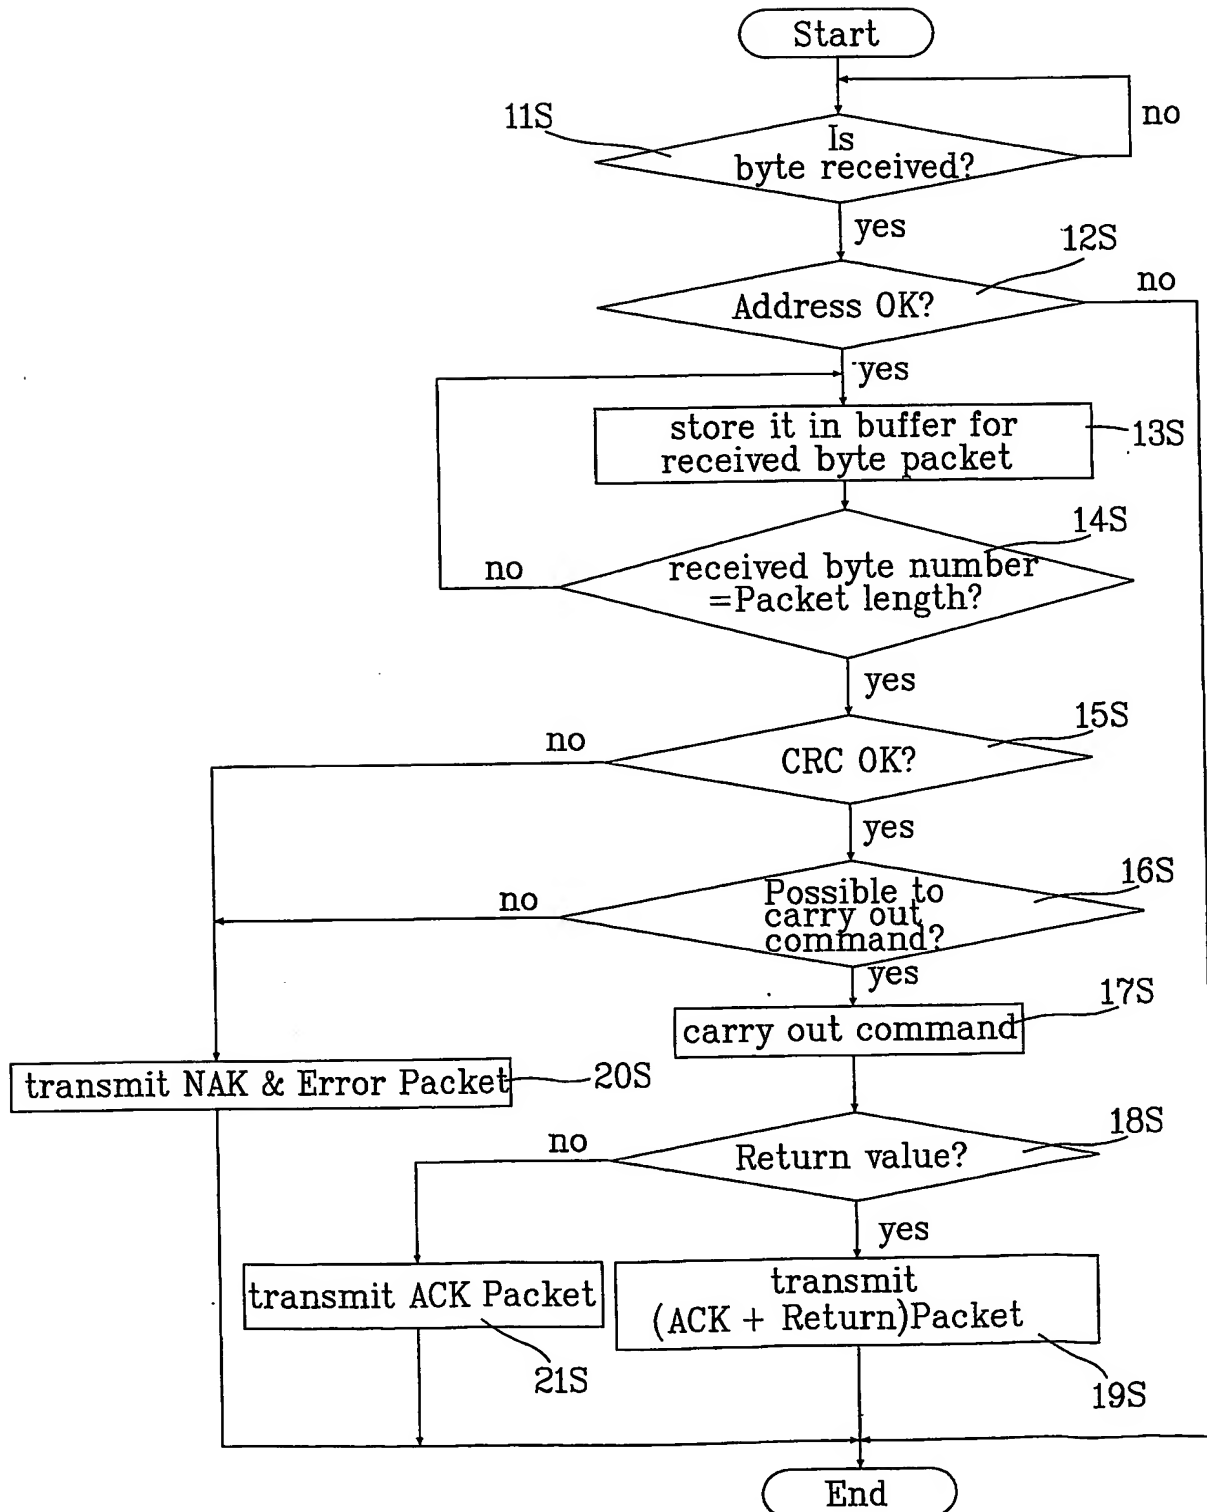 Start
no
11S
Is
byte received?
yes
12S
no
Address OK?
yes
store it in buffer for
received byte packet
13S
14S
no
received byte number
=Packet length?
yes
15S
no
CRC OK?
yes
16S
no
Possible to
carry out
command?
yes
17S
carry out command
transmit NAK & Error Packet
20S
18S
no
Return value?
yes
transmit ACK Packet
transmit
(ACK + Return)Packet
21S
19S
End